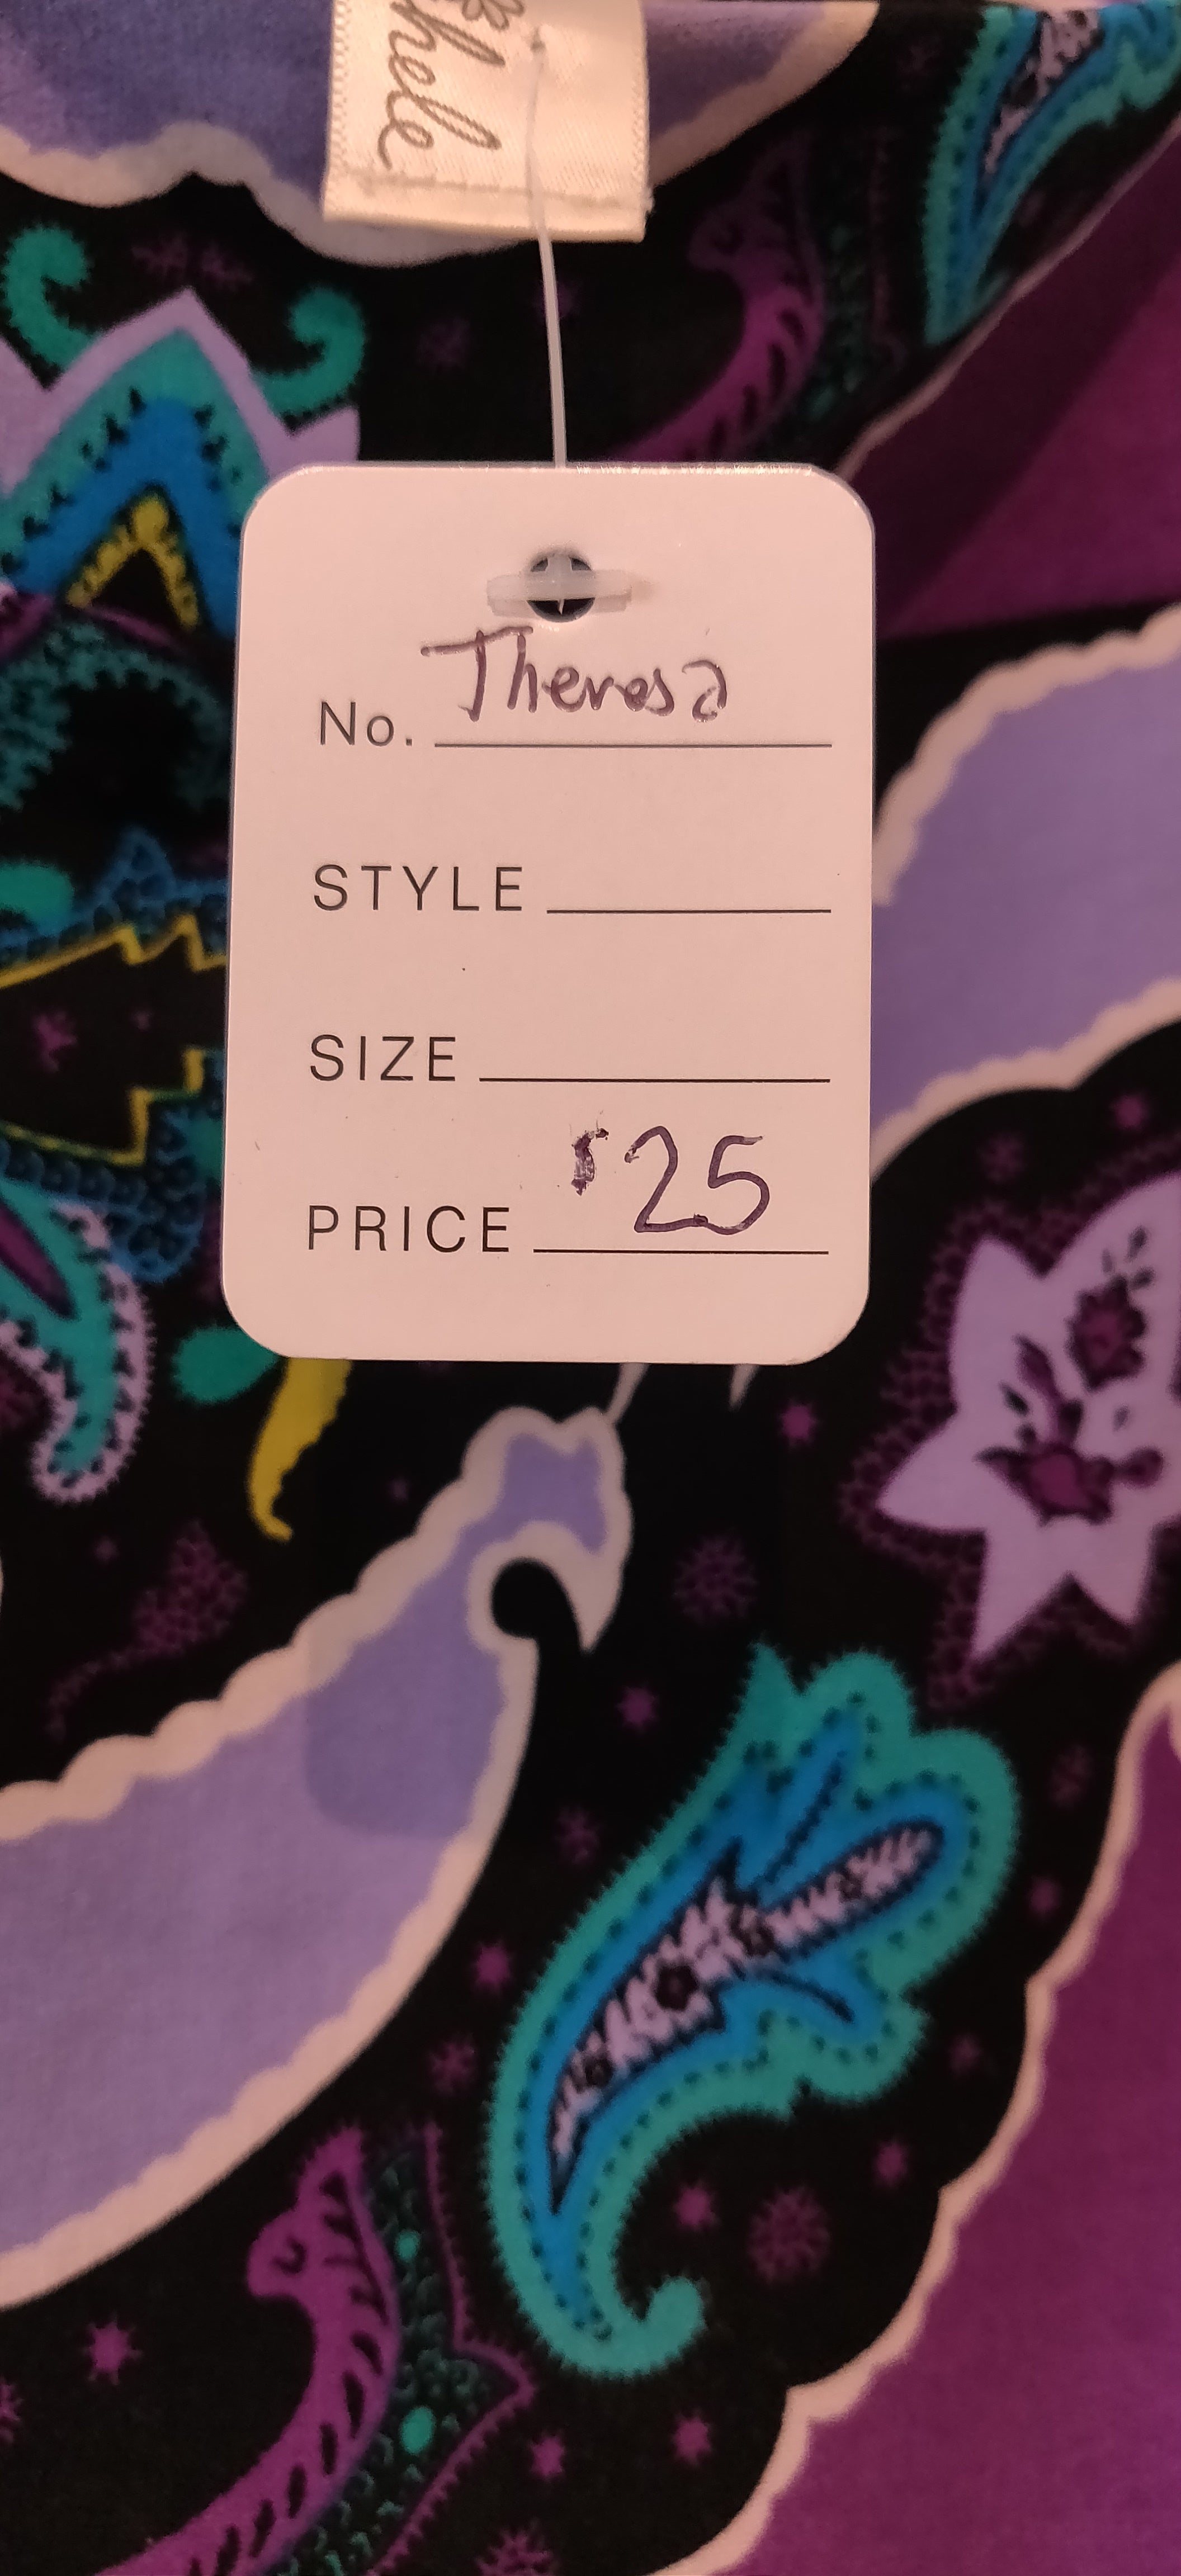 hele
No. Theresa
STYLE
SIZE
PRICE $25